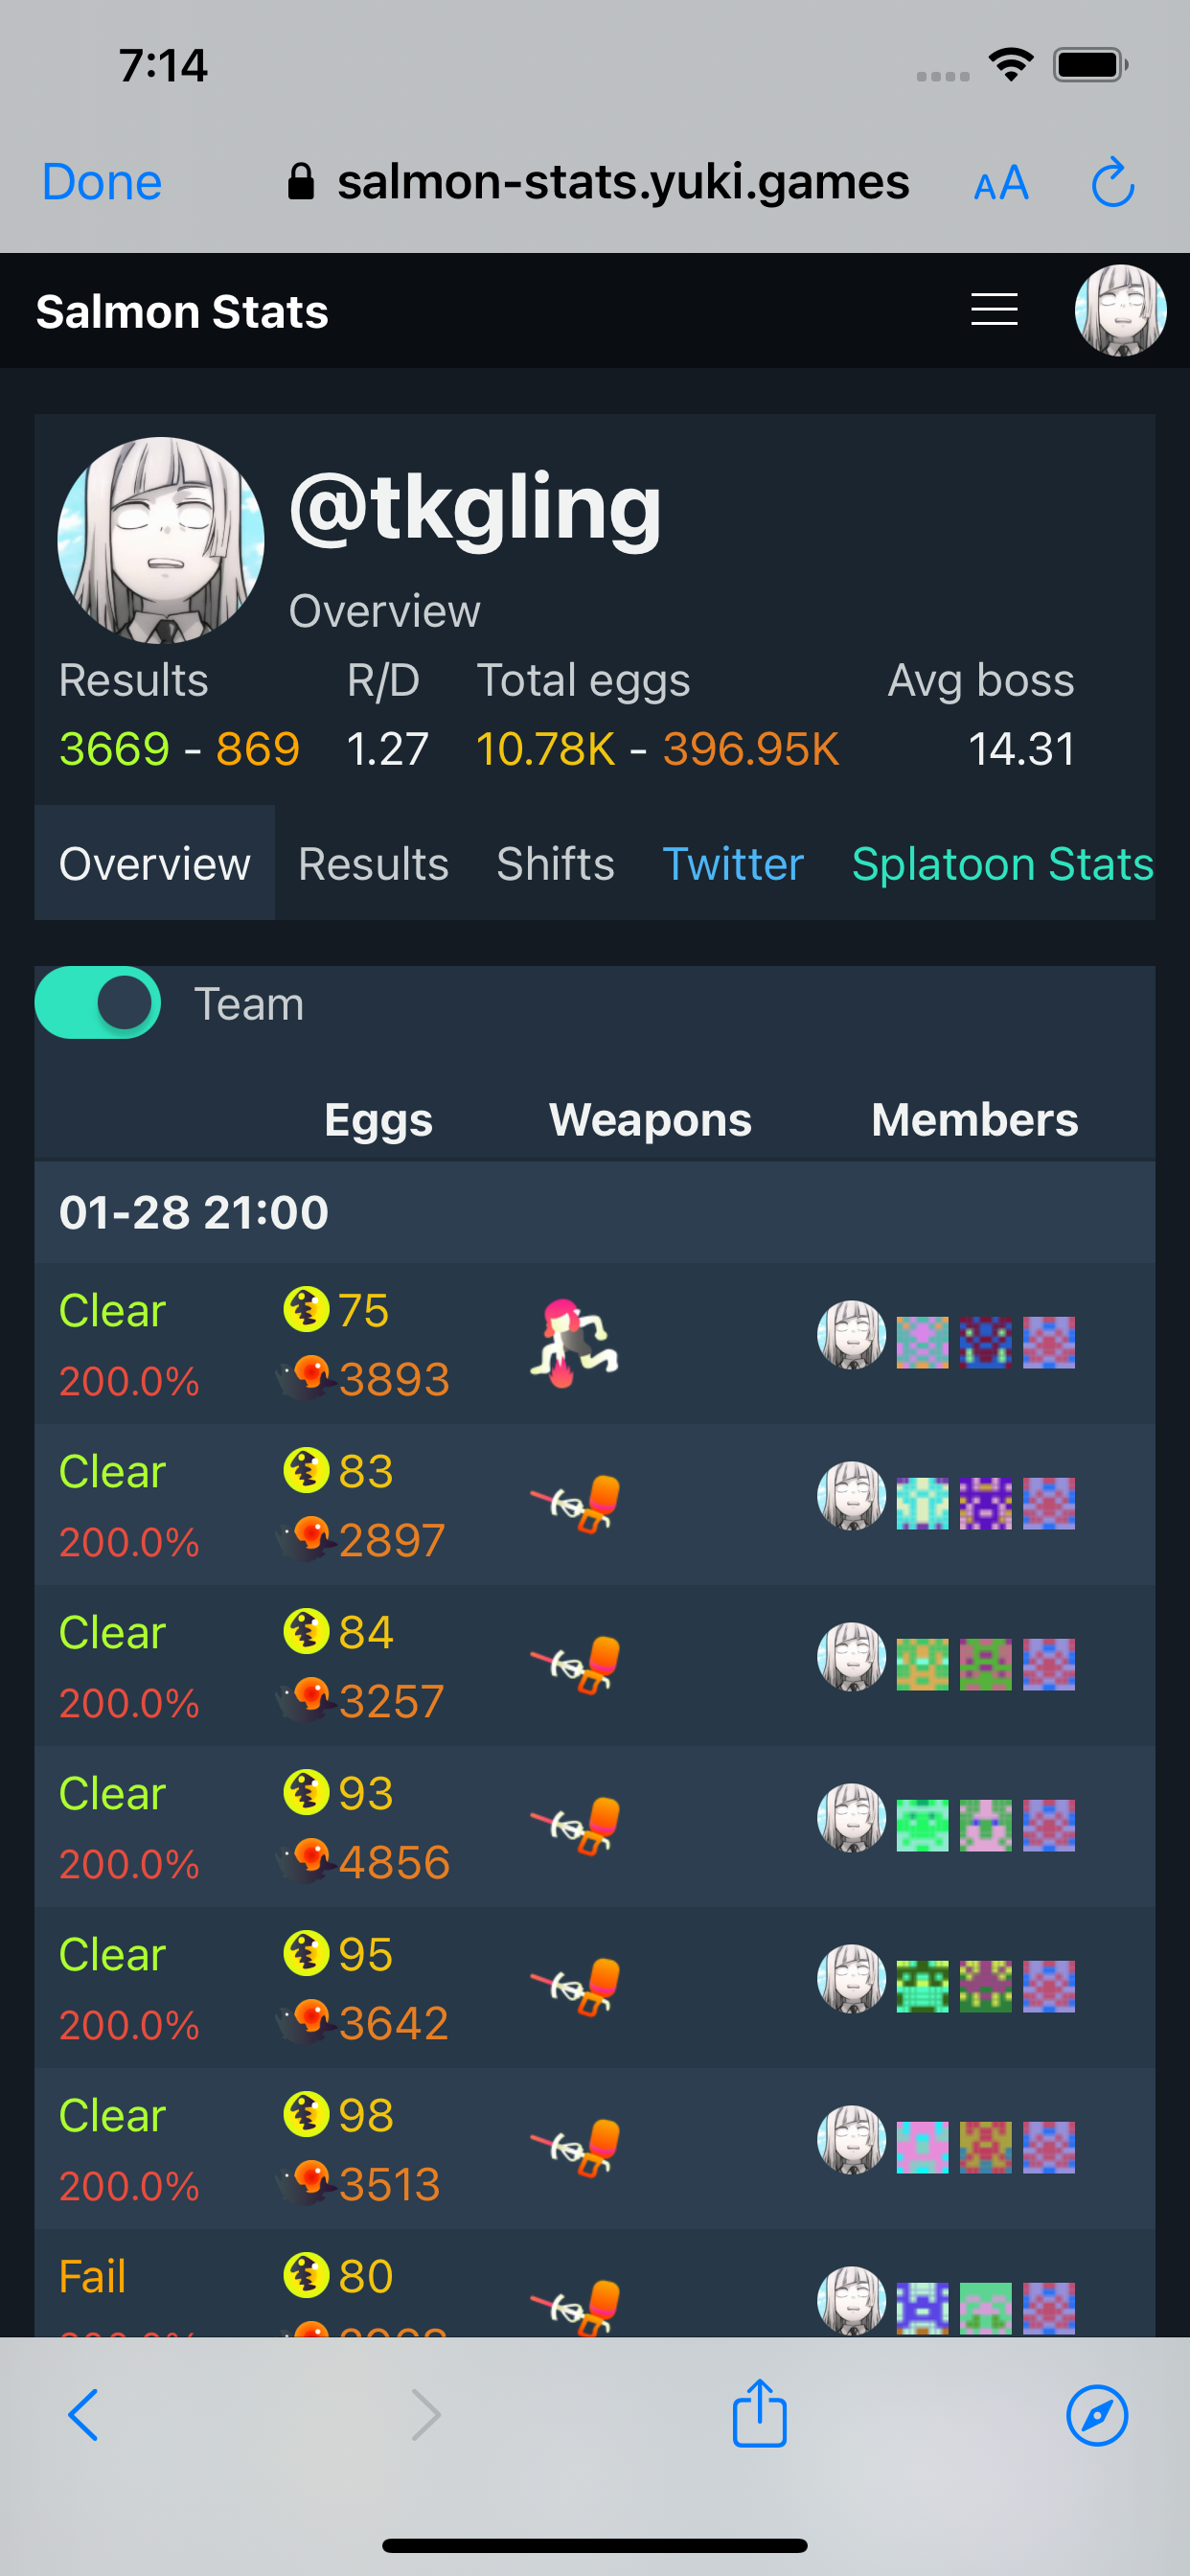 7:14
Done salmon-stats.yuki.games AA
Salmon Stats
@tkgling
Overview
Results R/D Total eggs Avg boss
3669 - 869 1.27 10.78K - 396.95K 14.31
Overview Results Shifts Twitter Splatoon Stats
Team
Eggs Weapons Members
01-28 21:00
Clear 75
200.0% 3893
Clear 83
200.0% 2897
Clear 84
200.0% 3257
Clear 93
200.0% 4856
Clear 95
200.0% 3642
Clear 98
200.0% 3513
Fail 80